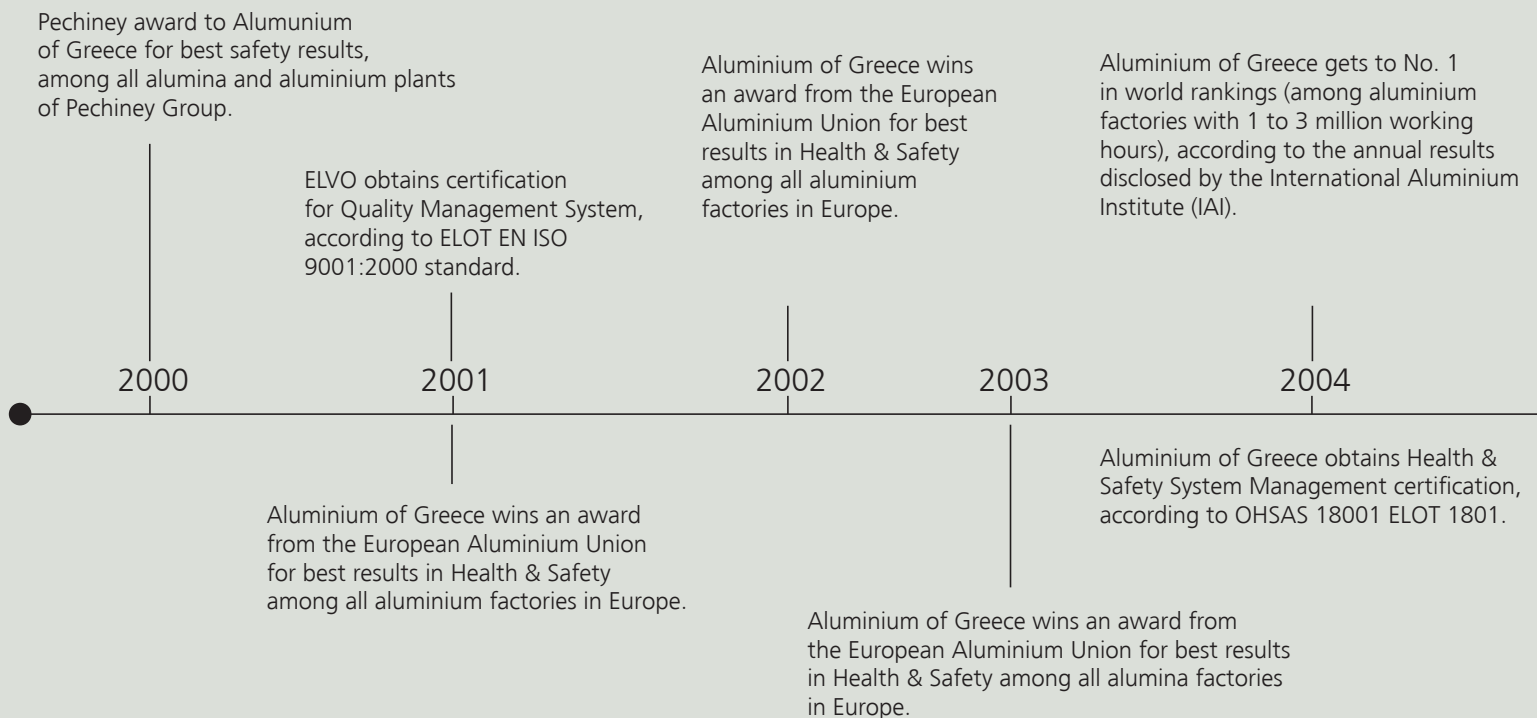 Pechiney award to Alumunium
of Greece for best safety results,
among all alumina and aluminium plants
of Pechiney Group.
ELVO obtains certification
for Quality Management System,
according to ELOT EN ISO
9001:2000 standard.
Aluminium of Greece wins
an award from the European
Aluminium Union for best
results in Health & Safety
among all aluminium
factories in Europe.
Aluminium of Greece gets to No. 1
in world rankings (among aluminium
factories with 1 to 3 million working
hours), according to the annual results
disclosed by the International Aluminium
Institute (IAI).
2000
2001
2002
2003
2004
Aluminium of Greece wins an award
from the European Aluminium Union
for best results in Health & Safety
among all aluminium factories in Europe.
Aluminium of Greece wins an award from
the European Aluminium Union for best results
in Health & Safety among all alumina factories
in Europe.
Aluminium of Greece obtains Health &
Safety System Management certification,
according to OHSAS 18001 ELOT 1801.